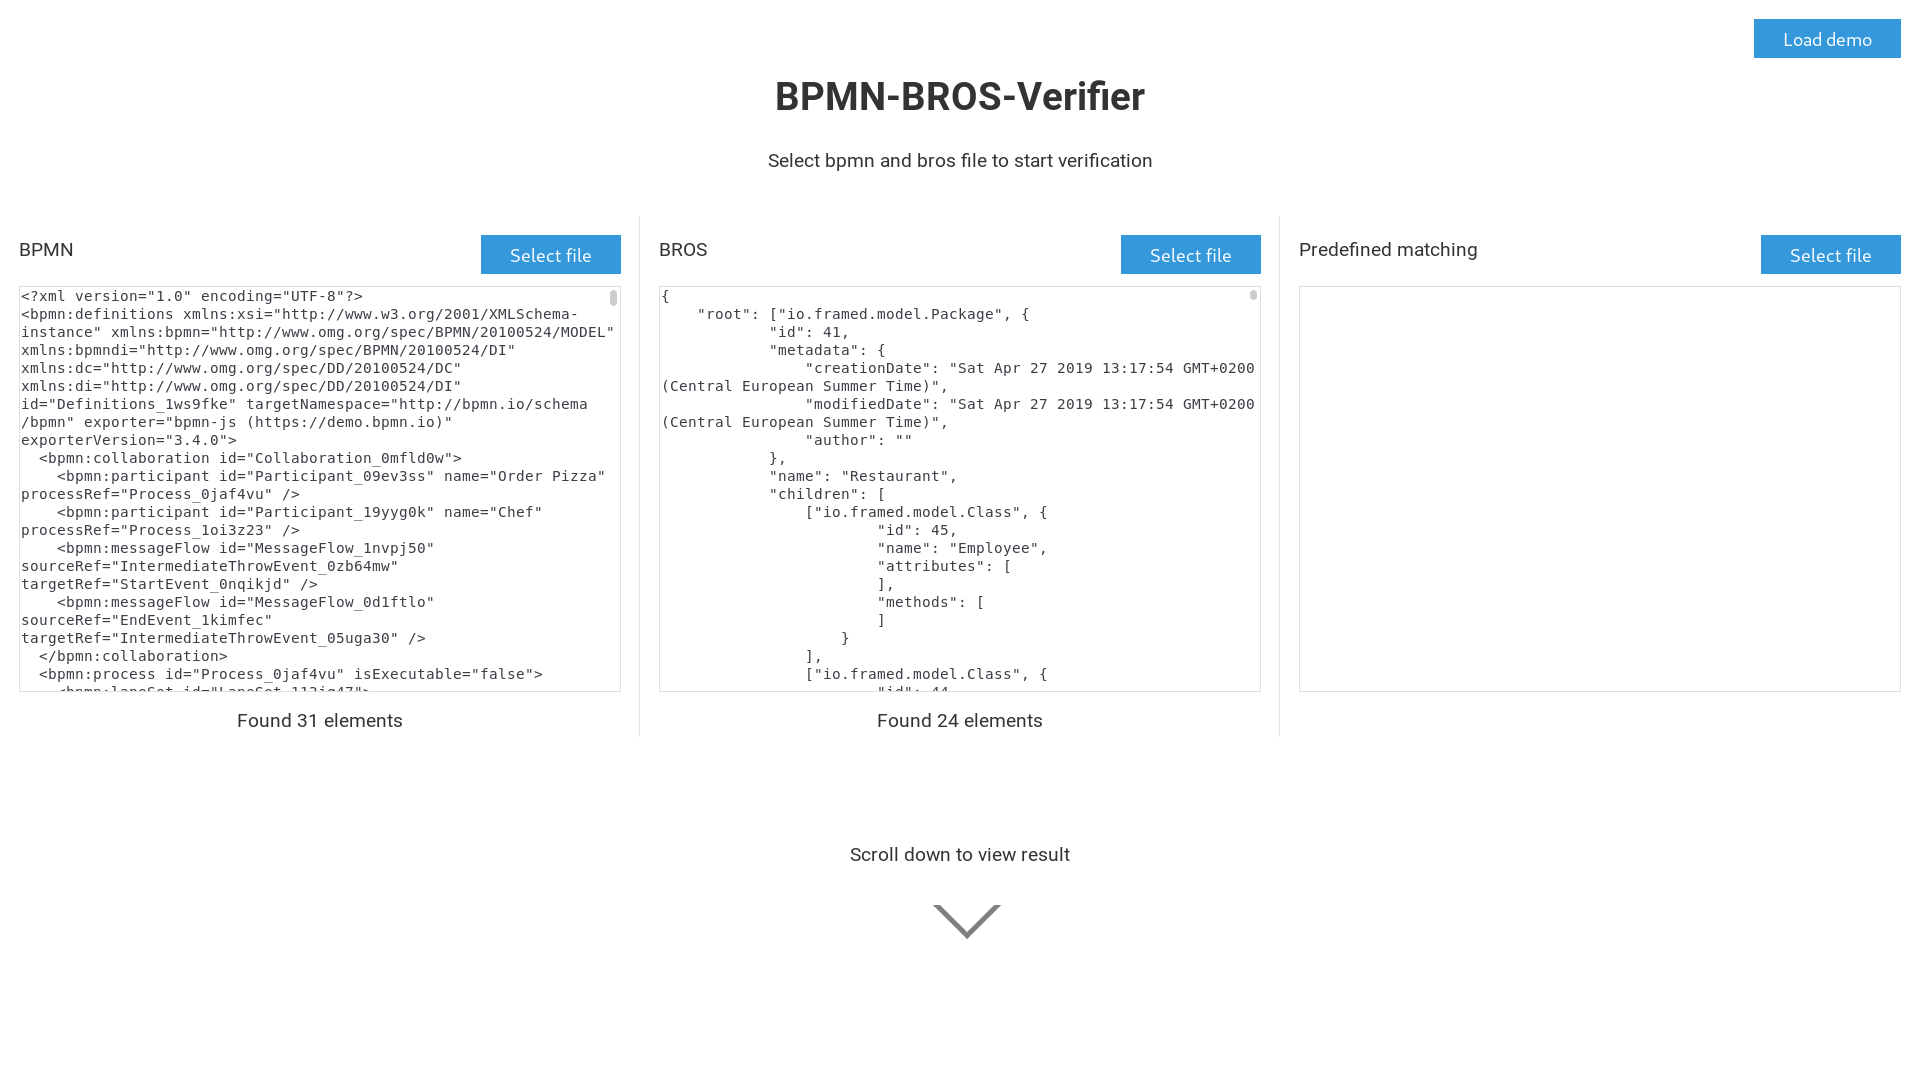 Load demo
BPMN-BROS-Verifier
Select bpmn and bros file to start verification
BPMN
Select file
<?xml version="1.0" encoding="UTF-8"?>
<bpmn:definitions xmlns:xsi="http://www.w3.org/2001/XMLSchema-
instance" xmlns:bpmn="http://www.omg.org/spec/BPMN/20100524/MODEL"
xmlns:bpmndi="http://www.omg.org/spec/BPMN/20100524/DI"
xmlns:dc="http://www.omg.org/spec/DD/20100524/DC"
xmlns:di="http://www.omg.org/spec/DD/20100524/DI"
id="Definitions_1ws9fke" targetNamespace="http://bpmn.io/schema
/bpmn" exporter="bpmn-js (https://demo.bpmn.io)"
exporterVersion="3.4.0">
  <bpmn:collaboration id="Collaboration_0mfld0w">
    <bpmn:participant id="Participant_09ev3ss" name="Order Pizza"
processRef="Process_0jaf4vu" />
    <bpmn:participant id="Participant_19yyg0k" name="Chef"
processRef="Process_1oi3z23" />
    <bpmn:messageFlow id="MessageFlow_1nvpj50"
sourceRef="IntermediateThrowEvent_0zb64mw"
targetRef="StartEvent_0nqikjd" />
    <bpmn:messageFlow id="MessageFlow_0d1ftlo"
sourceRef="EndEvent_1kimfec"
targetRef="IntermediateThrowEvent_05uga30" />
  </bpmn:collaboration>
  <bpmn:process id="Process_0jaf4vu" isExecutable="false">
Found 31 elements
BROS
Select file
{
    "root": ["io.framed.model.Package", {
            "id": 41,
            "metadata": {
                "creationDate": "Sat Apr 27 2019 13:17:54 GMT+0200
(Central European Summer Time)",
                "modifiedDate": "Sat Apr 27 2019 13:17:54 GMT+0200
(Central European Summer Time)",
                "author": ""
            },
            "name": "Restaurant",
            "children": [
                ["io.framed.model.Class", {
                        "id": 45,
                        "name": "Employee",
                        "attributes": [
                        ],
                        "methods": [
                        ]
                    }
                ],
                ["io.framed.model.Class", {
                        "id": 44,
Found 24 elements
Predefined matching
Select file
Scroll down to view result